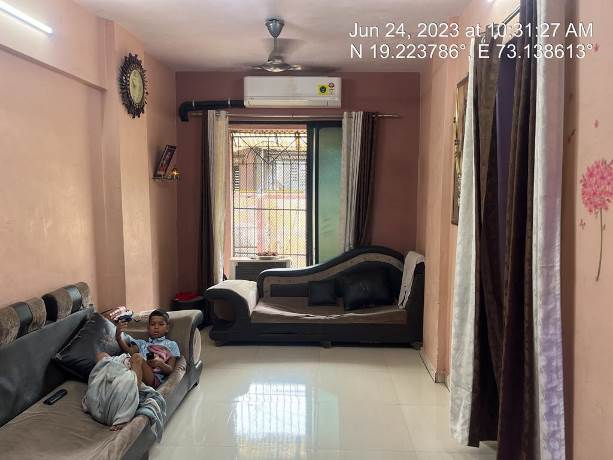 Jun 24, 2023 at 10:31:27 AM
N 19.223786°, E 73.138613°